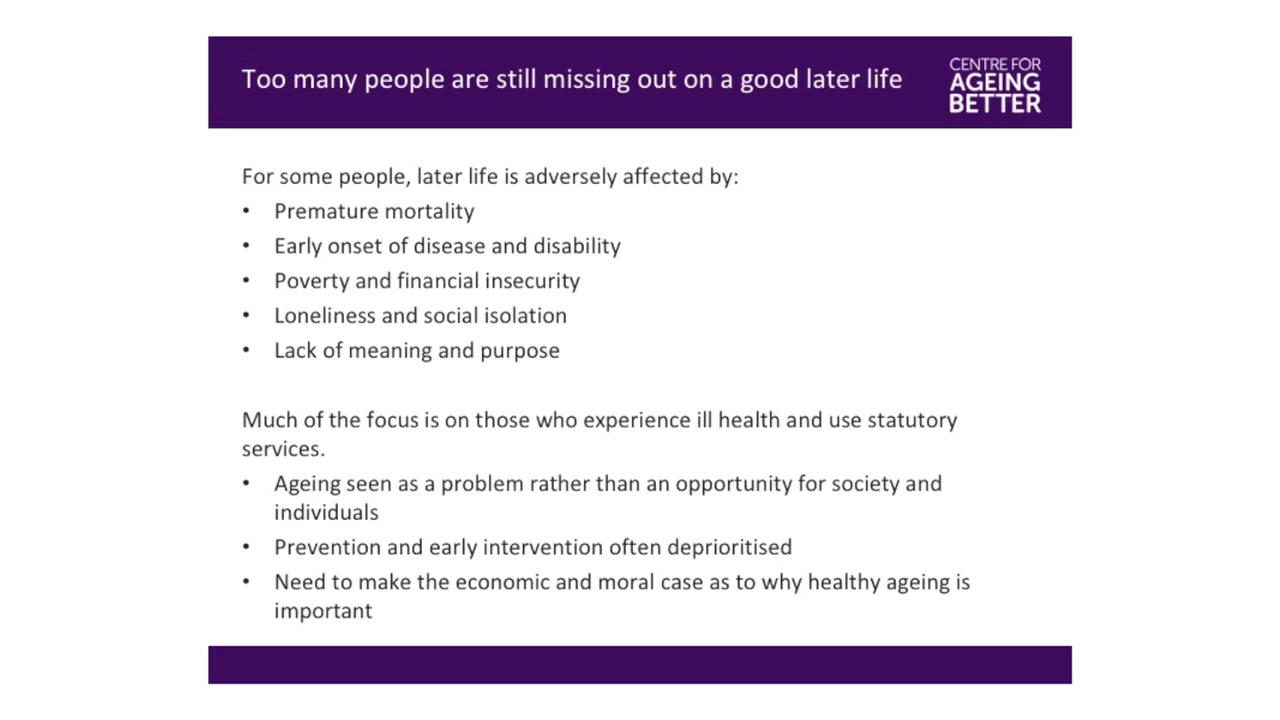 Too many people are still missing out on a good later life
CENTRE FOR
AGEING
BETTER
For some people, later life is adversely affected by:
• Premature mortality
• Early onset of disease and disability
• Poverty and financial insecurity
• Loneliness and social isolation
• Lack of meaning and purpose
Much of the focus is on those who experience ill health and use statutory
services.
• Ageing seen as a problem rather than an opportunity for society and
individuals
• Prevention and early intervention often deprioritised
• Need to make the economic and moral case as to why healthy ageing is
important